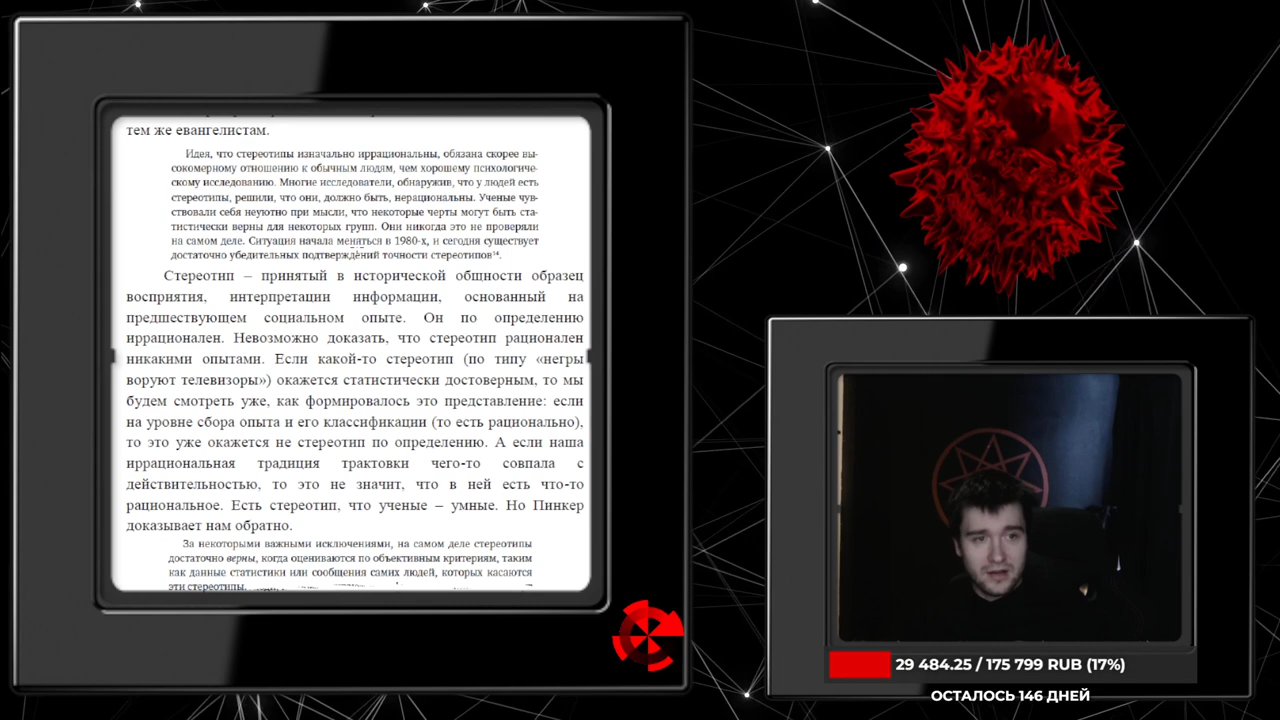 тем же евангелистам.
Идея, что стереотипы изначально иррациональны, обязана скорее вы-
сокомерному отношению к обычным людям, чем хорошему психологиче-
скому исследованию. Многие исследователи, обнаружив, что у людей есть
стереотипы, решили, что они, должно быть, нерациональны. Ученые чув-
ствовали себя неуютно при мысли, что некоторые черты могут быть ста-
тистически верны для некоторых групп. Они никогда это не проверяли
на самом деле. Ситуация начала меняться в 1980-х, и сегодня существует
достаточно убедительных подтверждений точности стереотипов¹⁴.
Стереотип – принятый в исторической общности образец
восприятия, интерпретации информации, основанный на
предшествующем социальном опыте. Он по определению
иррационален. Невозможно доказать, что стереотип рационален
никакими опытами. Если какой-то стереотип (по типу «негры
воруют телевизоры») окажется статистически достоверным, то мы
будем смотреть уже, как формировалось это представление: если
на уровне сбора опыта и его классификации (то есть рационально),
то это уже окажется не стереотип по определению. А если наша
иррациональная традиция трактовки чего-то совпала с
действительностью, то это не значит, что в ней есть что-то
рациональное. Есть стереотип, что ученые – умные. Но Пинкер
доказывает нам обратно.
За некоторыми важными исключениями, на самом деле стереотипы
достаточно верны, когда оцениваются по объективным критериям, таким
как данные статистики или сообщения самих людей, которых касаются
эти стереотипы.
29 484.25 / 175 799 RUB (17%)
ОСТАЛОСЬ 146 ДНЕЙ